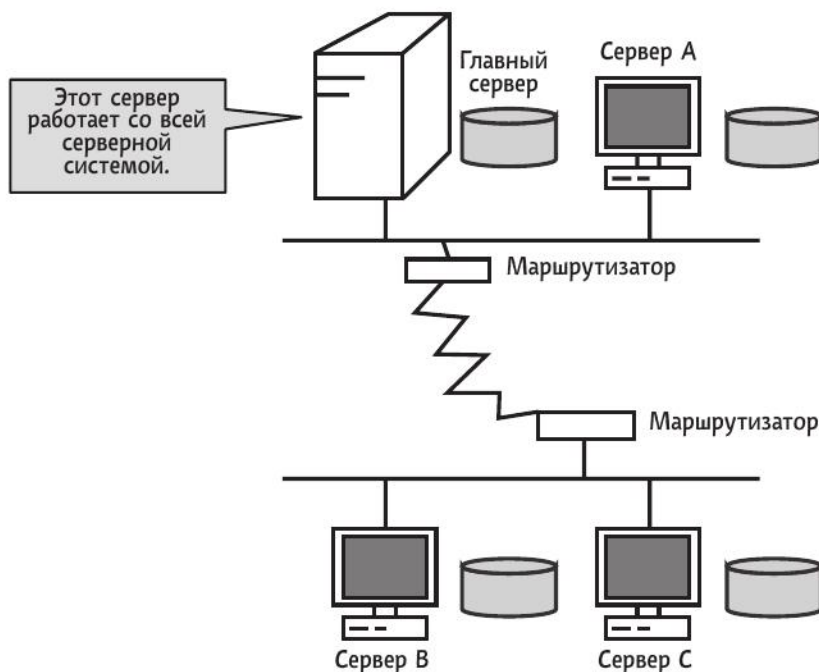 Этот сервер
работает со всей
серверной
системой.
Главный
сервер
Сервер A
Маршрутизатор
Маршрутизатор
Сервер B
Сервер C